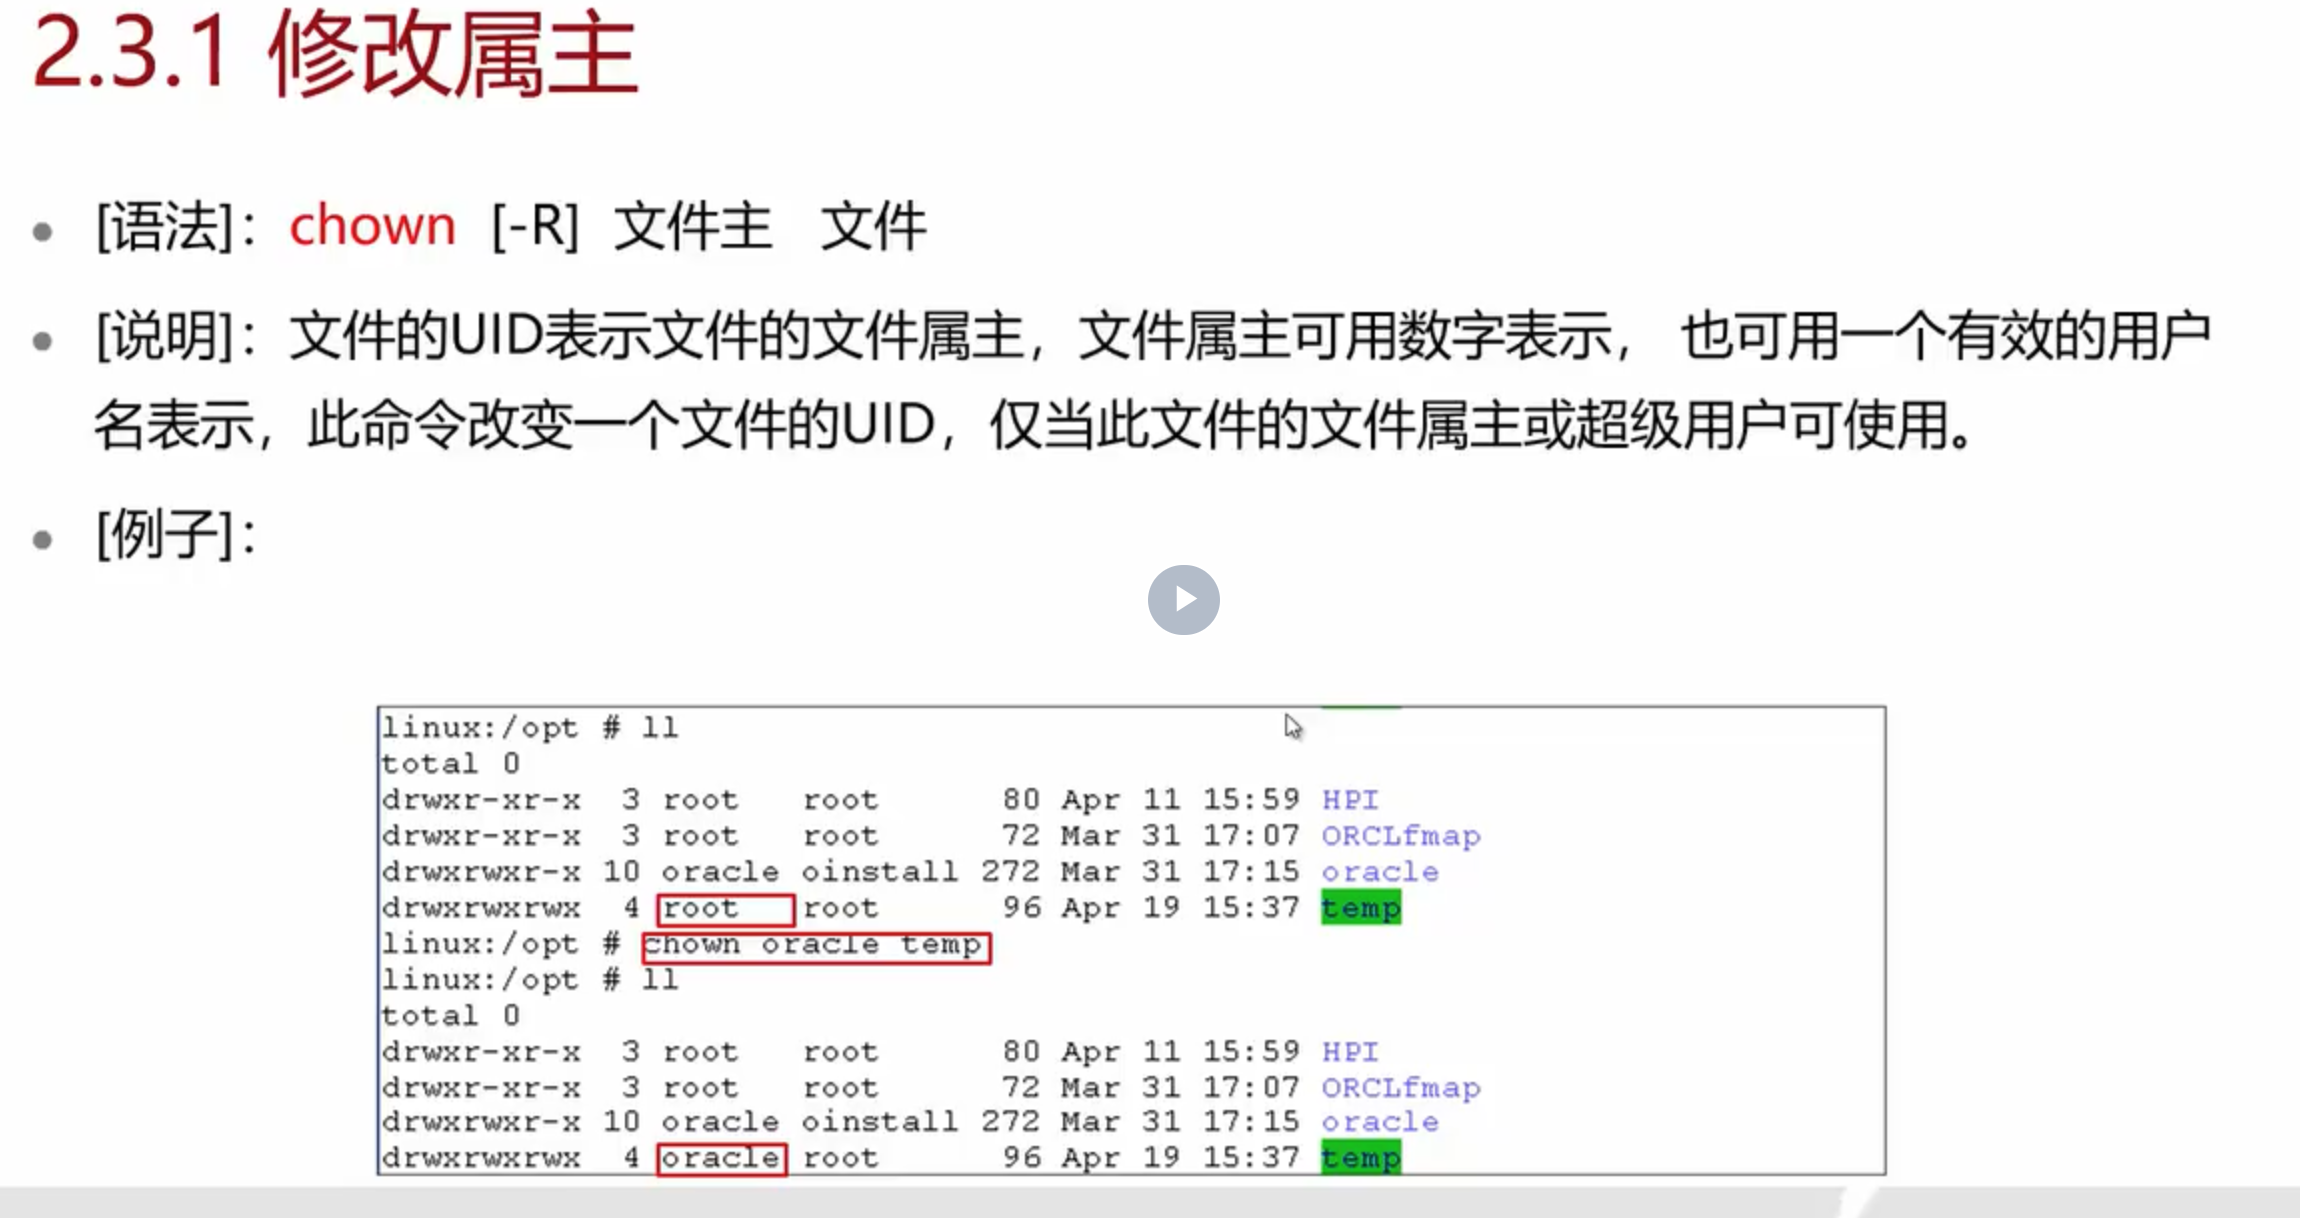 2.3.1 修改属主
[语法]：chown [-R] 文件主 文件
[说明]：文件的UID表示文件的文件属主，文件属主可用数字表示， 也可用一个有效的用户
名表示，此命令改变一个文件的UID，仅当此文件的文件属主或超级用户可使用。
[例子]：
linux:/opt # ll
total 0
drwxr-xr-x 3 root root 80 Apr 11 15:59 HPI
drwxr-xr-x 3 root root 72 Mar 31 17:07 ORCLfmap
drwxrwxr-x 10 oracle oinstall 272 Mar 31 17:15 oracle
drwxrwxrwx 4 root root 96 Apr 19 15:37 temp
linux:/opt # chown oracle temp
linux:/opt # ll
total 0
drwxr-xr-x 3 root root 80 Apr 11 15:59 HPI
drwxr-xr-x 3 root root 72 Mar 31 17:07 ORCLfmap
drwxrwxr-x 10 oracle oinstall 272 Mar 31 17:15 oracle
drwxrwxrwx 4 oracle root 96 Apr 19 15:37 temp